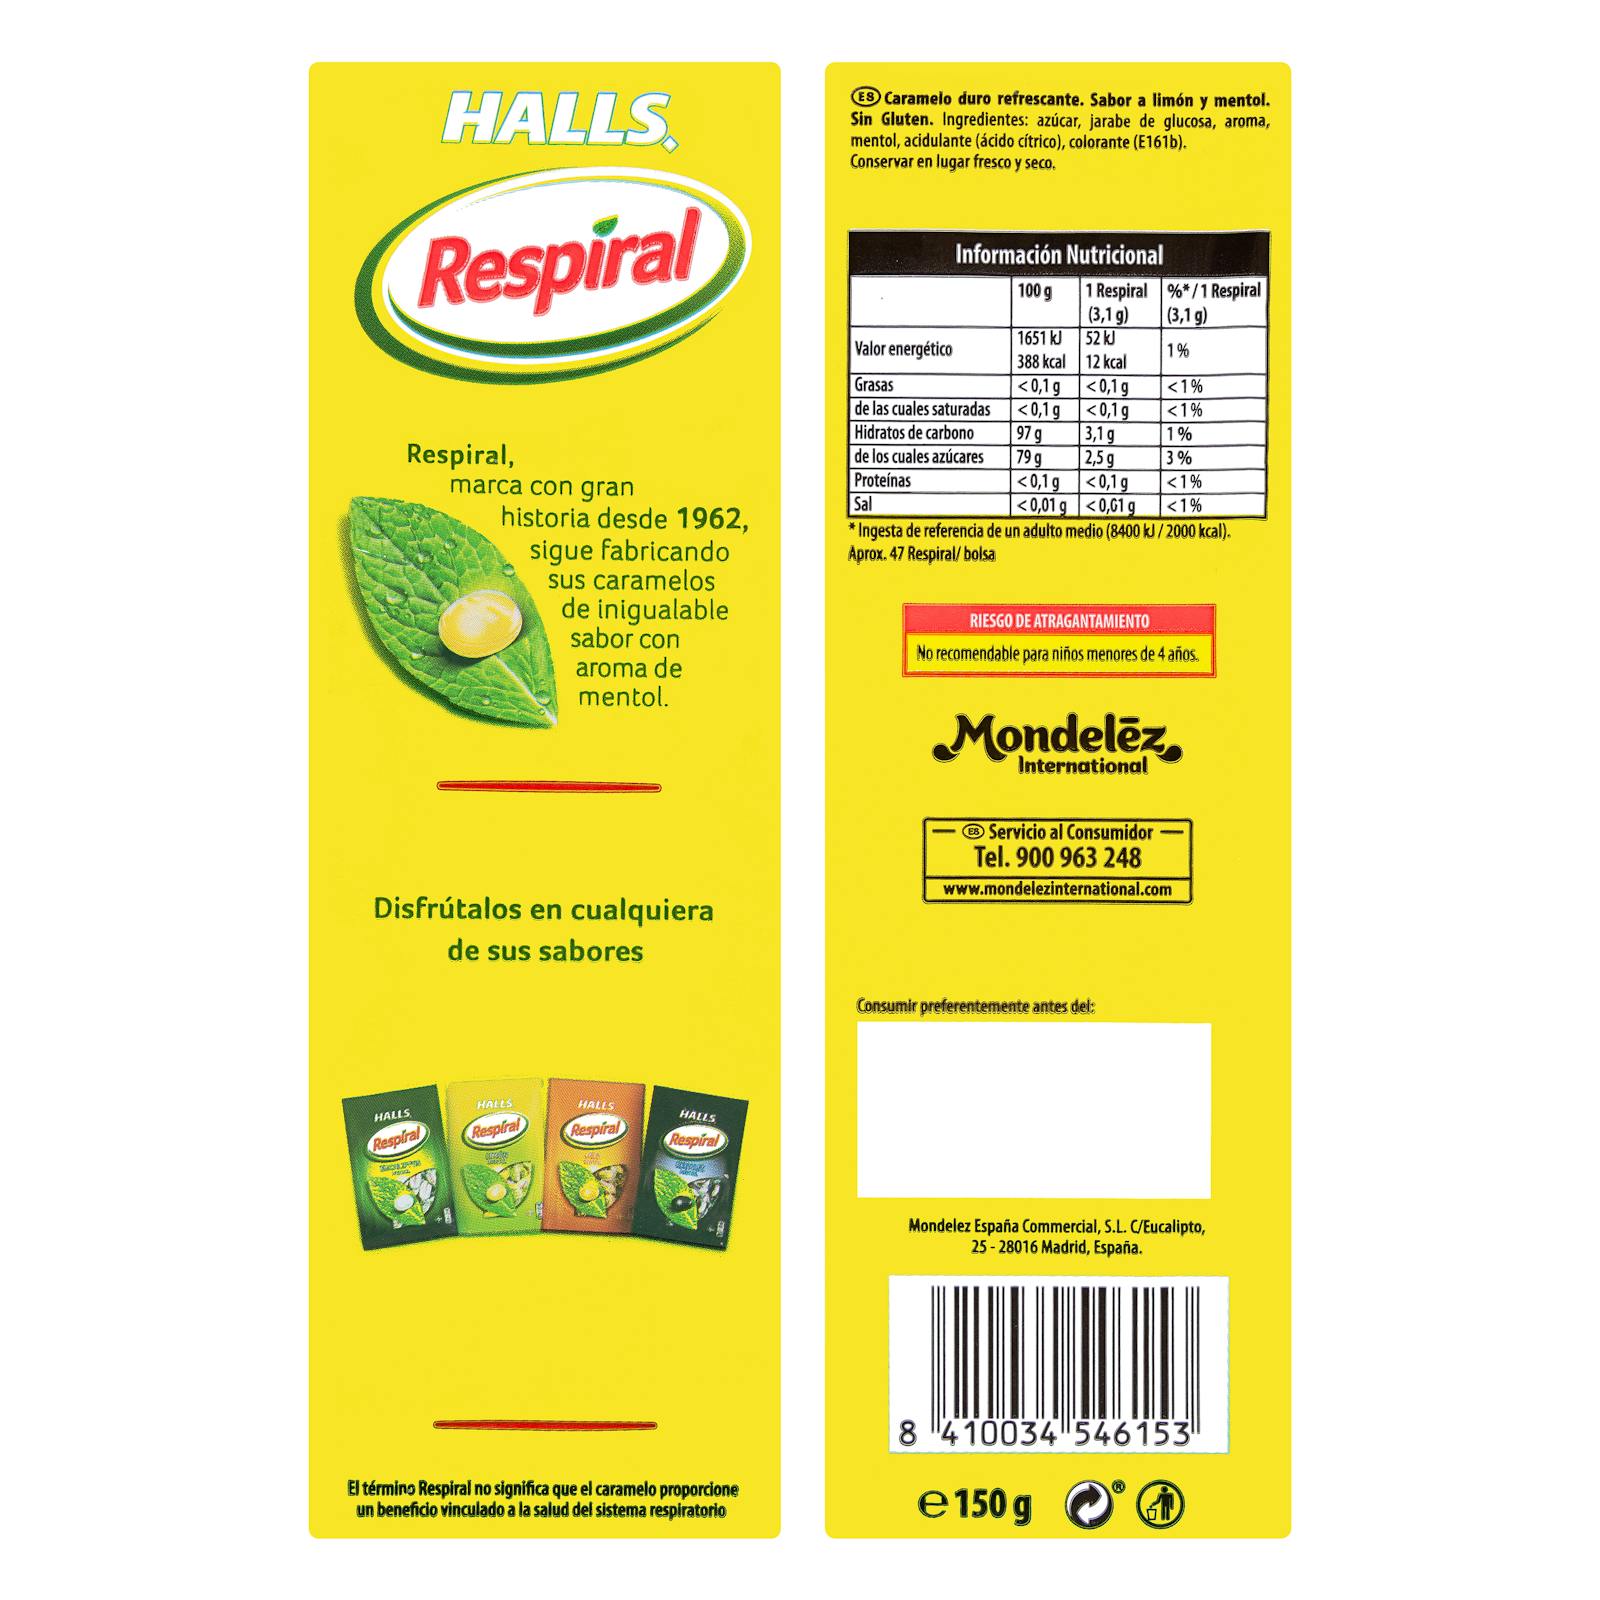 HALLS
Respiral
Respiral,
marca con gran
historia desde 1962,
sigue fabricando
sus caramelos
de inigualable
sabor con
aroma de
mentol.
Disfrútalos en cualquiera
de sus sabores
HALLS HALLS HALLS HALLS
Respiral Respiral Respiral Respiral
El término Respiral no significa que el caramelo proporcione
un beneficio vinculado a la salud del sistema respiratorio
ES Caramelo duro refrescante. Sabor a limón y mentol.
Sin Gluten. Ingredientes: azúcar, jarabe de glucosa, aroma,
mentol, acidulante (ácido cítrico), colorante (E161b).
Conservar en lugar fresco y seco.
Información Nutricional
100 g 1 Respiral %* / 1 Respiral
(3,1 g) (3,1 g)
Valor energético 1651 kJ 52 kJ 1 %
388 kcal 12 kcal
Grasas < 0,1 g < 0,1 g < 1 %
de las cuales saturadas < 0,1 g < 0,1 g < 1 %
Hidratos de carbono 97 g 3,1 g 1 %
de los cuales azúcares 79 g 2,5 g 3 %
Proteínas < 0,1 g < 0,1 g < 1 %
Sal < 0,01 g < 0,01 g < 1 %
* Ingesta de referencia de un adulto medio (8400 kJ / 2000 kcal).
Aprox. 47 Respiral/ bolsa
RIESGO DE ATRAGANTAMIENTO
No recomendable para niños menores de 4 años.
Mondelēz
International
ES Servicio al Consumidor
Tel. 900 963 248
www.mondelezinternational.com
Consumir preferentemente antes del:
Mondelez España Commercial, S.L. C/Eucalipto,
25 - 28016 Madrid, España.
8 410034 546153
e 150 g ®